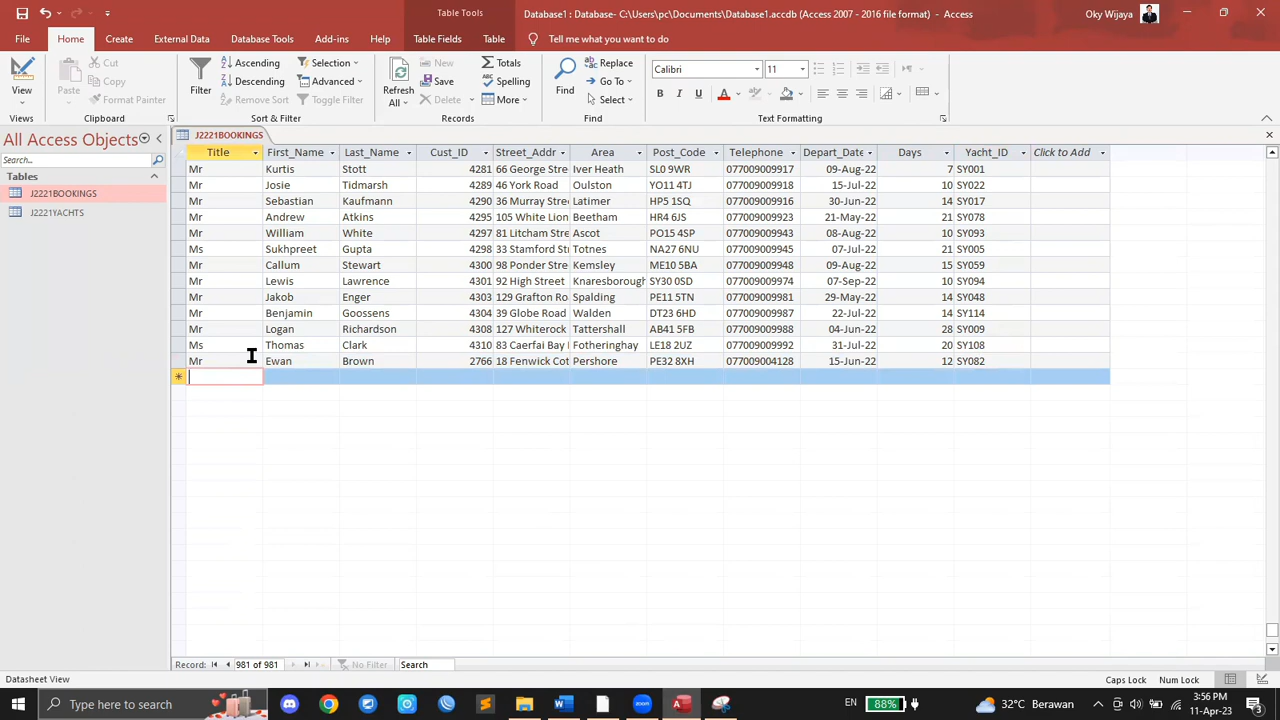 Table Tools
Database1 : Database- C:\Users\pc\Documents\Database1.accdb (Access 2007 - 2016 file format) - Access
Oky Wijaya
File Home Create External Data Database Tools Add-ins Help Table Fields Table Tell me what you want to do
View
Views
Paste
Cut
Copy
Format Painter
Clipboard
Filter
Ascending
Descending
Remove Sort
Selection
Advanced
Toggle Filter
Sort & Filter
Refresh All
New
Save
Delete
Totals
Spelling
More
Records
Find
Replace
Go To
Select
Find
Calibri 11
B I U A
Text Formatting
All Access Objects
Search...
Tables
J2221BOOKINGS
J2221YACHTS
J2221BOOKINGS
Title First_Name Last_Name Cust_ID Street_Addr Area Post_Code Telephone Depart_Date Days Yacht_ID Click to Add
Mr Kurtis Stott 4281 66 George Stre Iver Heath SL0 9WR 077009009917 09-Aug-22 7 SY001
Mr Josie Tidmarsh 4289 46 York Road Oulston YO11 4TJ 077009009918 15-Jul-22 10 SY022
Mr Sebastian Kaufmann 4290 36 Murray Stree Latimer HP5 1SQ 077009009916 30-Jun-22 14 SY017
Mr Andrew Atkins 4295 105 White Lion Beetham HR4 6JS 077009009923 21-May-22 21 SY078
Mr William White 4297 81 Litcham Stre Ascot PO15 4SP 077009009943 08-Aug-22 10 SY093
Ms Sukhpreet Gupta 4298 33 Stamford St Totnes NA27 6NU 077009009945 07-Jul-22 21 SY005
Mr Callum Stewart 4300 98 Ponder Stre Kemsley ME10 5BA 077009009948 09-Aug-22 15 SY059
Mr Lewis Lawrence 4301 92 High Street Knaresborough SY30 0SD 077009009974 07-Sep-22 10 SY094
Mr Jakob Enger 4303 129 Grafton Ro Spalding PE11 5TN 077009009981 29-May-22 14 SY048
Mr Benjamin Goossens 4304 39 Globe Road Walden DT23 6HD 077009009987 22-Jul-22 14 SY114
Mr Logan Richardson 4308 127 Whiterock Tattershall AB41 5FB 077009009988 04-Jun-22 28 SY009
Ms Thomas Clark 4310 83 Caerfai Bay Fotheringhay LE18 2UZ 077009009992 31-Jul-22 20 SY108
Mr Ewan Brown 2766 18 Fenwick Cot Pershore PE32 8XH 077009004128 15-Jun-22 12 SY082
Record: 981 of 981 No Filter Search
Datasheet View
Caps Lock Num Lock
Type here to search
zoom
EN 88% 32°C Berawan
3:56 PM
11-Apr-23
3